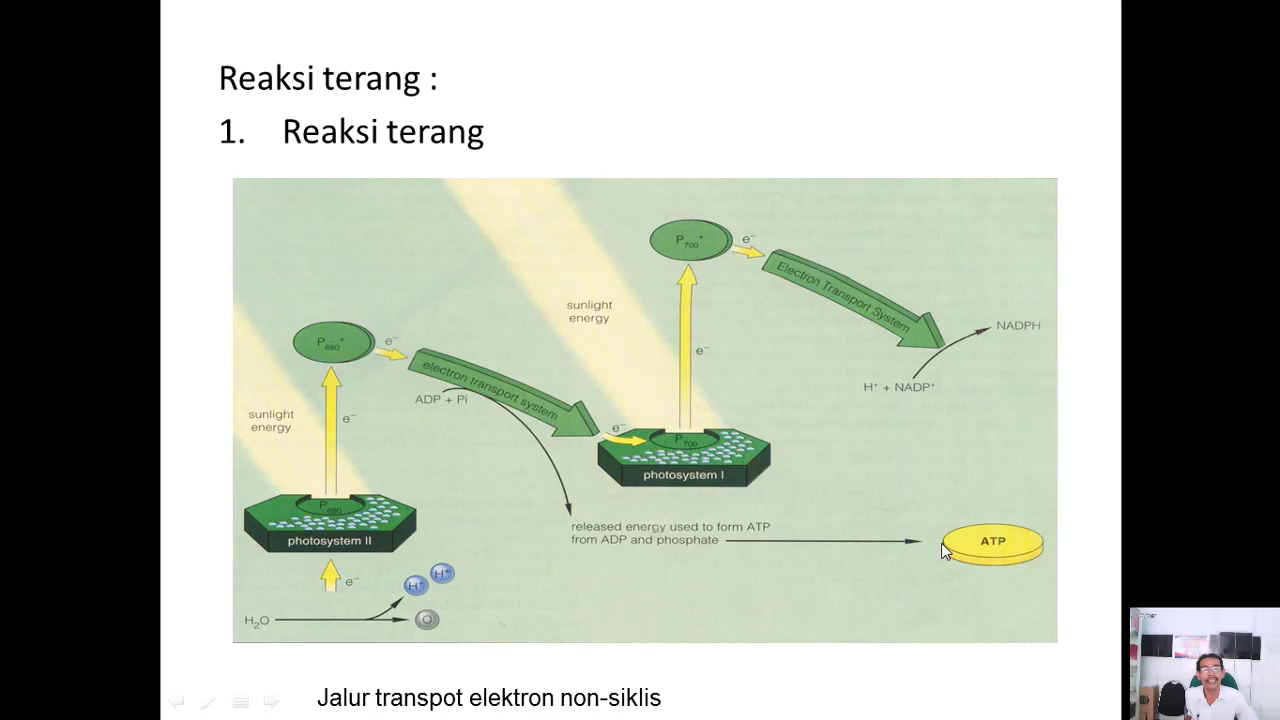 Reaksi terang :
1. Reaksi terang
P700*
e⁻
Electron Transport System
sunlight
energy
NADPH
P680*
e⁻
electron transport system
e⁻
H⁺ + NADP⁺
ADP + Pi
sunlight
energy
e⁻
e⁻
P700
photosystem I
P680
released energy used to form ATP
from ADP and phosphate
ATP
photosystem II
e⁻
H⁺
H⁺
H₂O
O
Jalur transpot elektron non-siklis